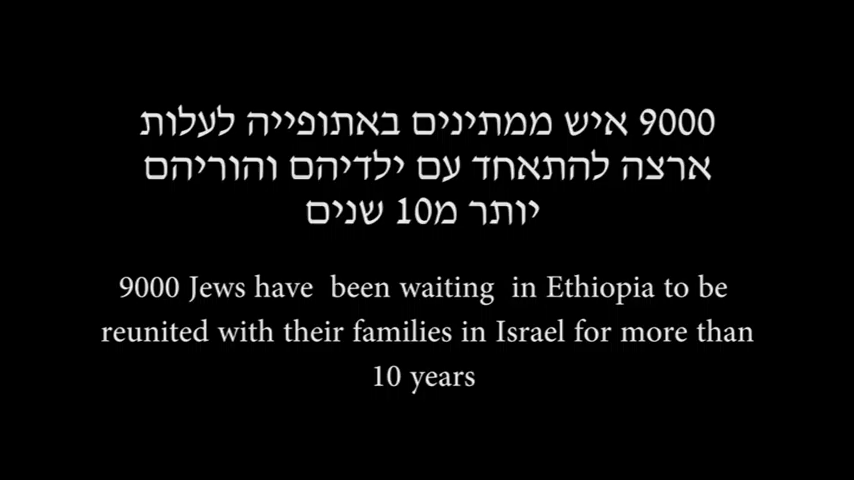 9000 איש ממתינים באתופייה לעלות
ארצה להתאחד עם ילדיהם והוריהם
יותר מ10 שנים
9000 Jews have been waiting in Ethiopia to be
reunited with their families in Israel for more than
10 years